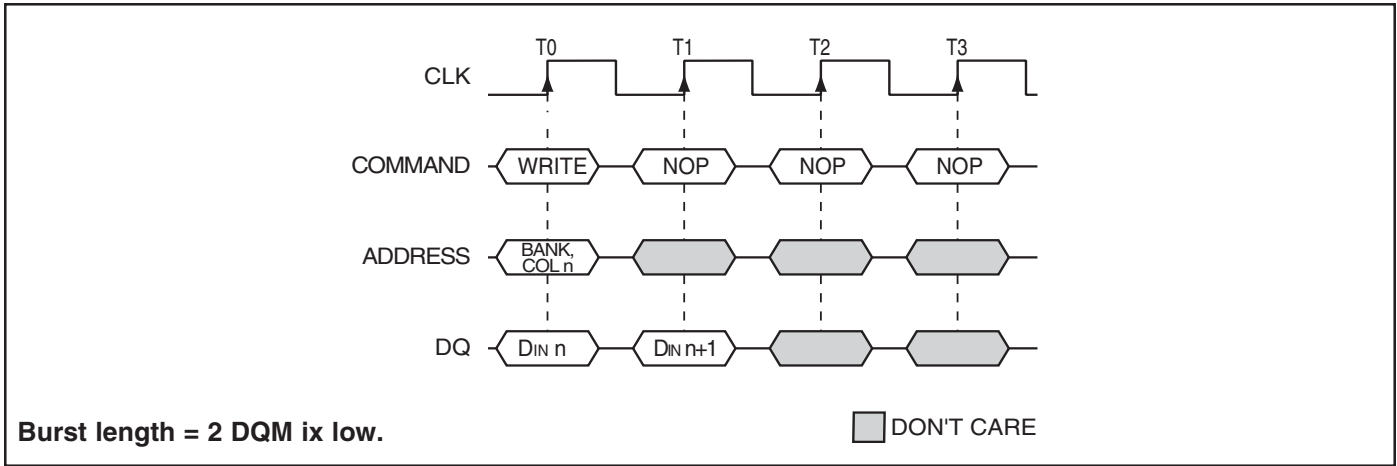 T0 T1 T2 T3
CLK
COMMAND WRITE NOP NOP NOP
ADDRESS BANK, COL n
DQ DIN n DIN n+1
Burst length = 2 DQM ix low.
DON'T CARE